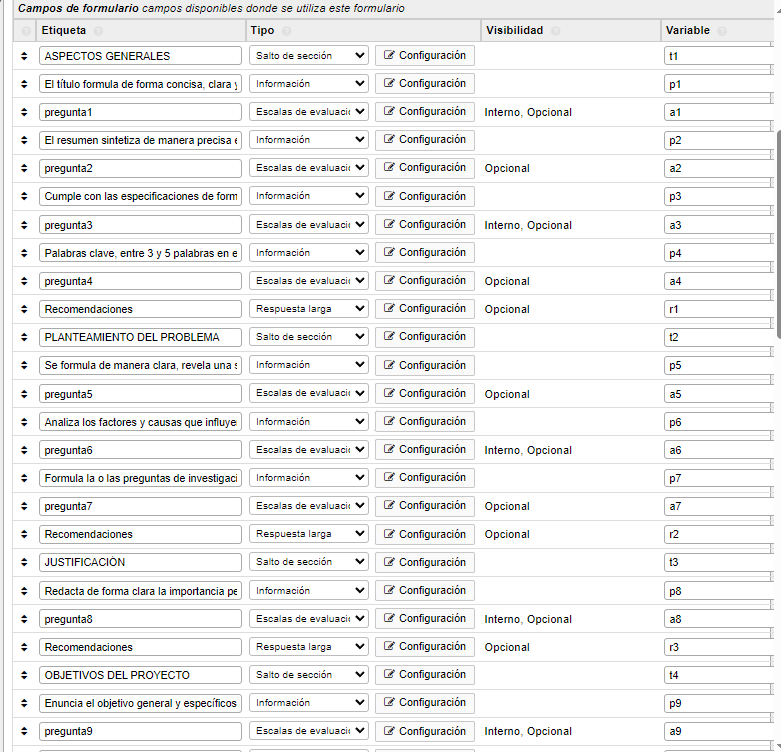 Campos de formulario campos disponibles donde se utiliza este formulario
Etiqueta Tipo Visibilidad Variable
ASPECTOS GENERALES Salto de sección Configuración t1
El título formula de forma concisa, clara y Información Configuración p1
pregunta1 Escalas de evaluació Configuración Interno, Opcional a1
El resumen sintetiza de manera precisa e Información Configuración p2
pregunta2 Escalas de evaluació Configuración Opcional a2
Cumple con las especificaciones de form Información Configuración p3
pregunta3 Escalas de evaluació Configuración Interno, Opcional a3
Palabras clave, entre 3 y 5 palabras en e Información Configuración p4
pregunta4 Escalas de evaluació Configuración Opcional a4
Recomendaciones Respuesta larga Configuración Opcional r1
PLANTEAMIENTO DEL PROBLEMA Salto de sección Configuración t2
Se formula de manera clara, revela una s Información Configuración p5
pregunta5 Escalas de evaluació Configuración Opcional a5
Analiza los factores y causas que influye Información Configuración p6
pregunta6 Escalas de evaluació Configuración Interno, Opcional a6
Formula la o las preguntas de investigaci Información Configuración p7
pregunta7 Escalas de evaluació Configuración Opcional a7
Recomendaciones Respuesta larga Configuración Opcional r2
JUSTIFICACIÓN Salto de sección Configuración t3
Redacta de forma clara la importancia pe Información Configuración p8
pregunta8 Escalas de evaluació Configuración Interno, Opcional a8
Recomendaciones Respuesta larga Configuración Opcional r3
OBJETIVOS DEL PROYECTO Salto de sección Configuración t4
Enuncia el objetivo general y específicos Información Configuración p9
pregunta9 Escalas de evaluació Configuración Interno, Opcional a9